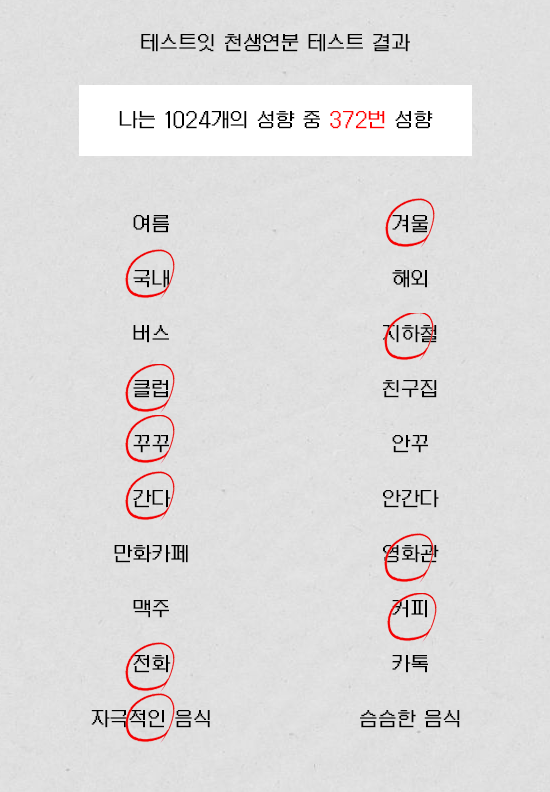 테스트잇 천생연분 테스트 결과
나는 1024개의 성향 중 372번 성향
여름 겨울
국내 해외
버스 지하철
클럽 친구집
꾸꾸 안꾸
간다 안간다
만화카페 영화관
맥주 커피
전화 카톡
자극적인 음식 슴슴한 음식